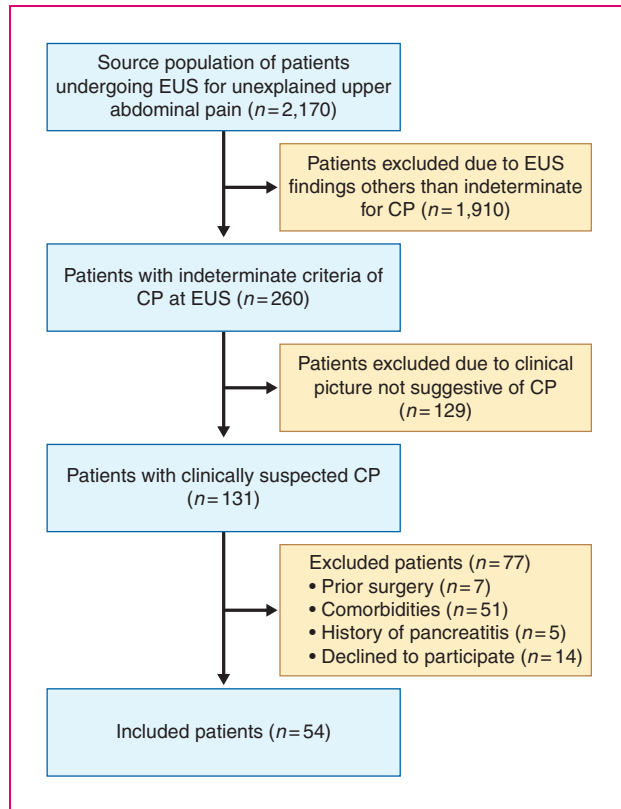 Source population of patients
undergoing EUS for unexplained upper
abdominal pain (n=2,170)
Patients excluded due to EUS
findings others than indeterminate
for CP (n=1,910)
Patients with indeterminate criteria of
CP at EUS (n=260)
Patients excluded due to clinical
picture not suggestive of CP
(n=129)
Patients with clinically suspected CP
(n=131)
Excluded patients (n=77)
• Prior surgery (n=7)
• Comorbidities (n=51)
• History of pancreatitis (n=5)
• Declined to participate (n=14)
Included patients (n=54)